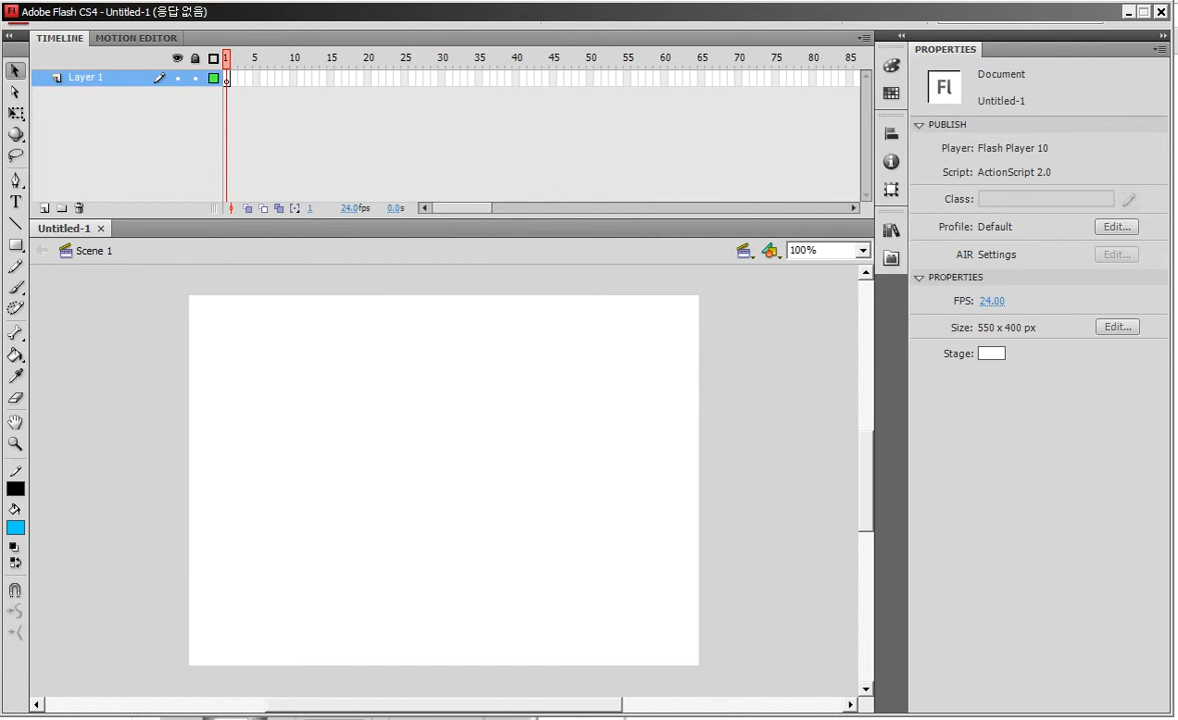 Fl Adobe Flash CS4 - Untitled-1 (응답 없음)
TIMELINE MOTION EDITOR
1 5 10 15 20 25 30 35 40 45 50 55 60 65 70 75 80 85
Layer 1
1 24.0fps 0.0s
Untitled-1
Scene 1
100%
T
PROPERTIES
Fl
Document
Untitled-1
PUBLISH
Player: Flash Player 10
Script: ActionScript 2.0
Class:
Profile: Default Edit...
AIR Settings Edit...
PROPERTIES
FPS: 24.00
Size: 550 x 400 px Edit...
Stage: